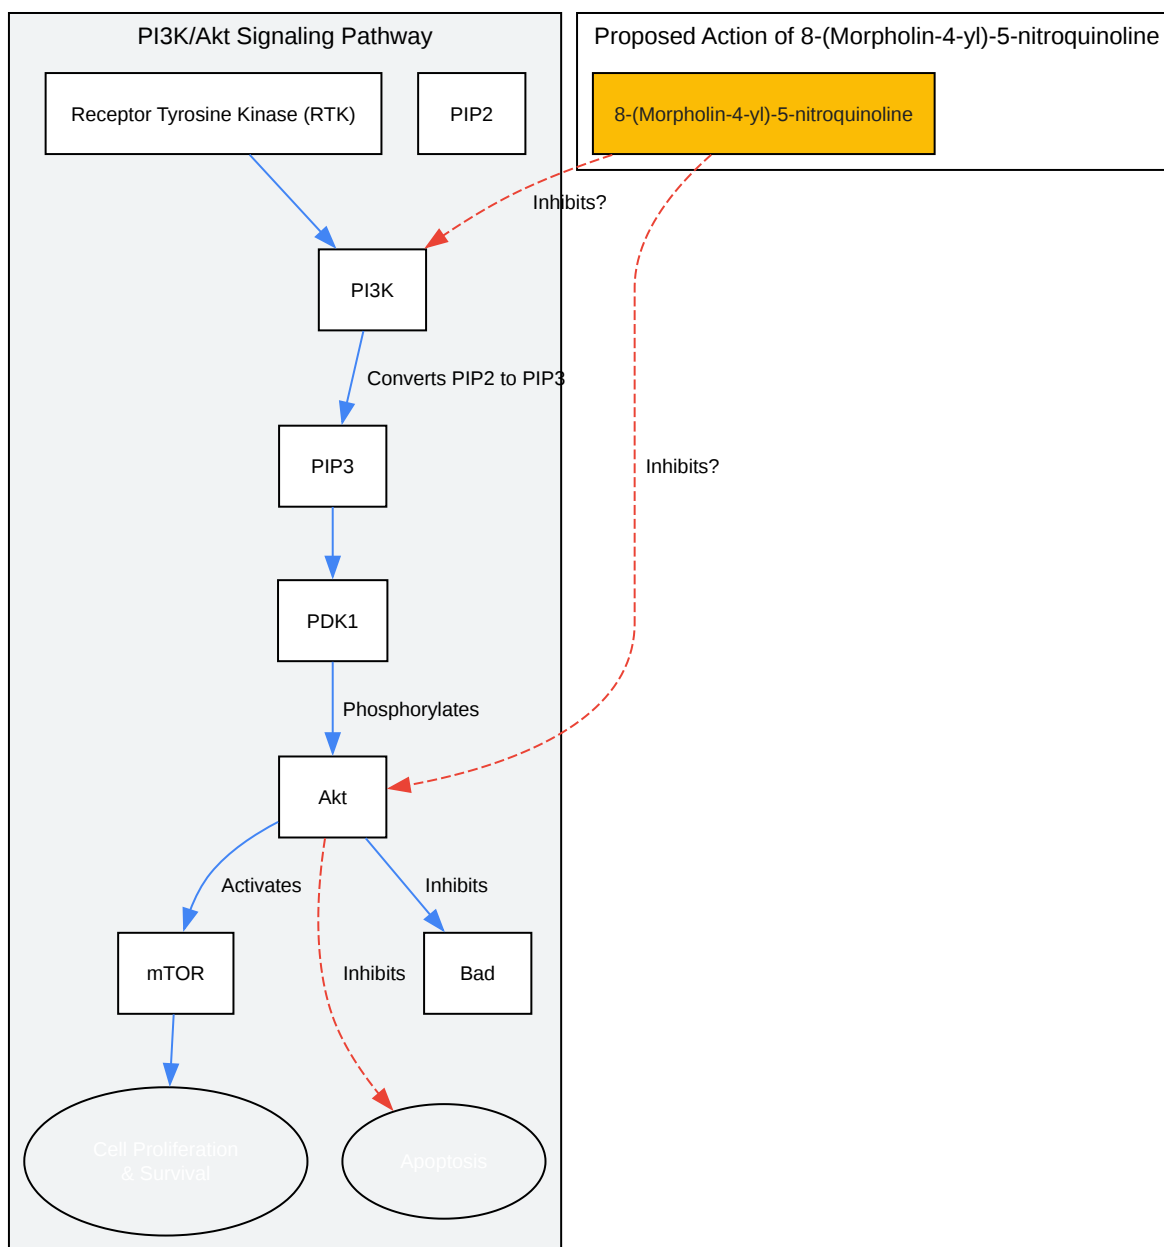 PI3K/Akt Signaling Pathway
Proposed Action of 8-(Morpholin-4-yl)-5-nitroquinoline
Receptor Tyrosine Kinase (RTK)
PIP2
8-(Morpholin-4-yl)-5-nitroquinoline
Inhibits?
PI3K
Converts PIP2 to PIP3
PIP3
Inhibits?
PDK1
Phosphorylates
Akt
Activates
Inhibits
mTOR
Inhibits
Bad
Cell Proliferation
& Survival
Apoptosis